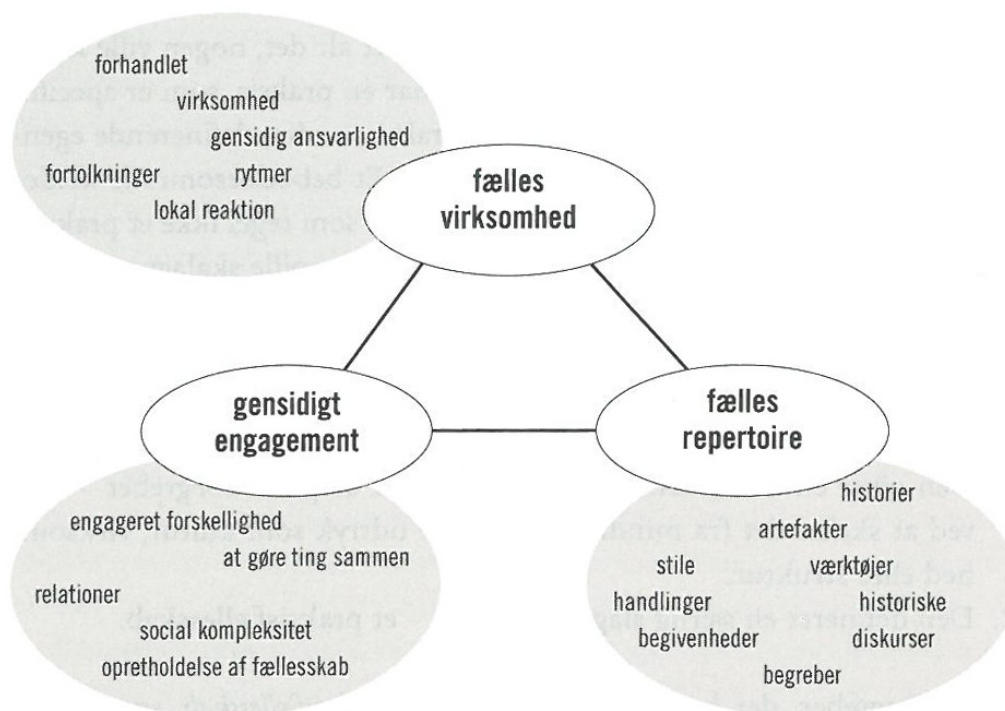 forhandlet
virksomhed
gensidig ansvarlighed
fortolkninger rytmer
lokal reaktion
fælles
virksomhed
gensidigt
engagement
fælles
repertoire
engageret forskellighed
at gøre ting sammen
relationer
social kompleksitet
opretholdelse af fællesskab
historier
artefakter
stile værktøjer
handlinger historiske
begivenheder diskurser
begreber